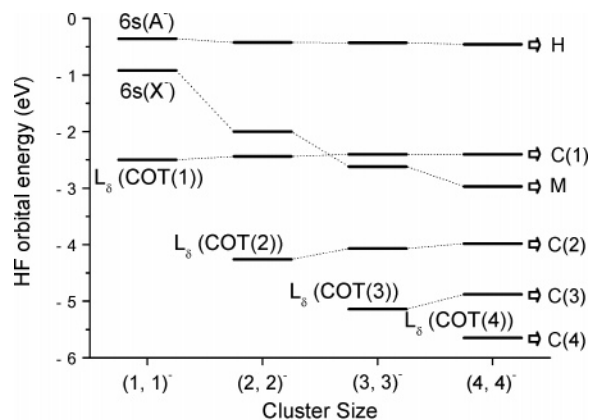 0
- 1
- 2
- 3
- 4
- 5
- 6
HF orbital energy (eV)
6s(A⁻)
6s(X⁻)
L_δ (COT(1))
L_δ (COT(2))
L_δ (COT(3))
L_δ (COT(4))
H
C(1)
M
C(2)
C(3)
C(4)
(1, 1)⁻
(2, 2)⁻
(3, 3)⁻
(4, 4)⁻
Cluster Size